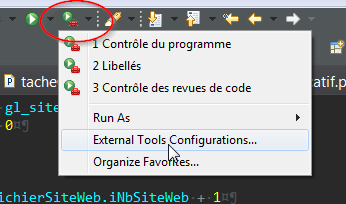 tache
ratif.p
1 Contrôle du programme
2 Libellés
3 Contrôle des revues de code
gl_site
0¤¶
Run As
External Tools Configurations...
Organize Favorites...
ichierSiteWeb.iNbSiteWeb + 1